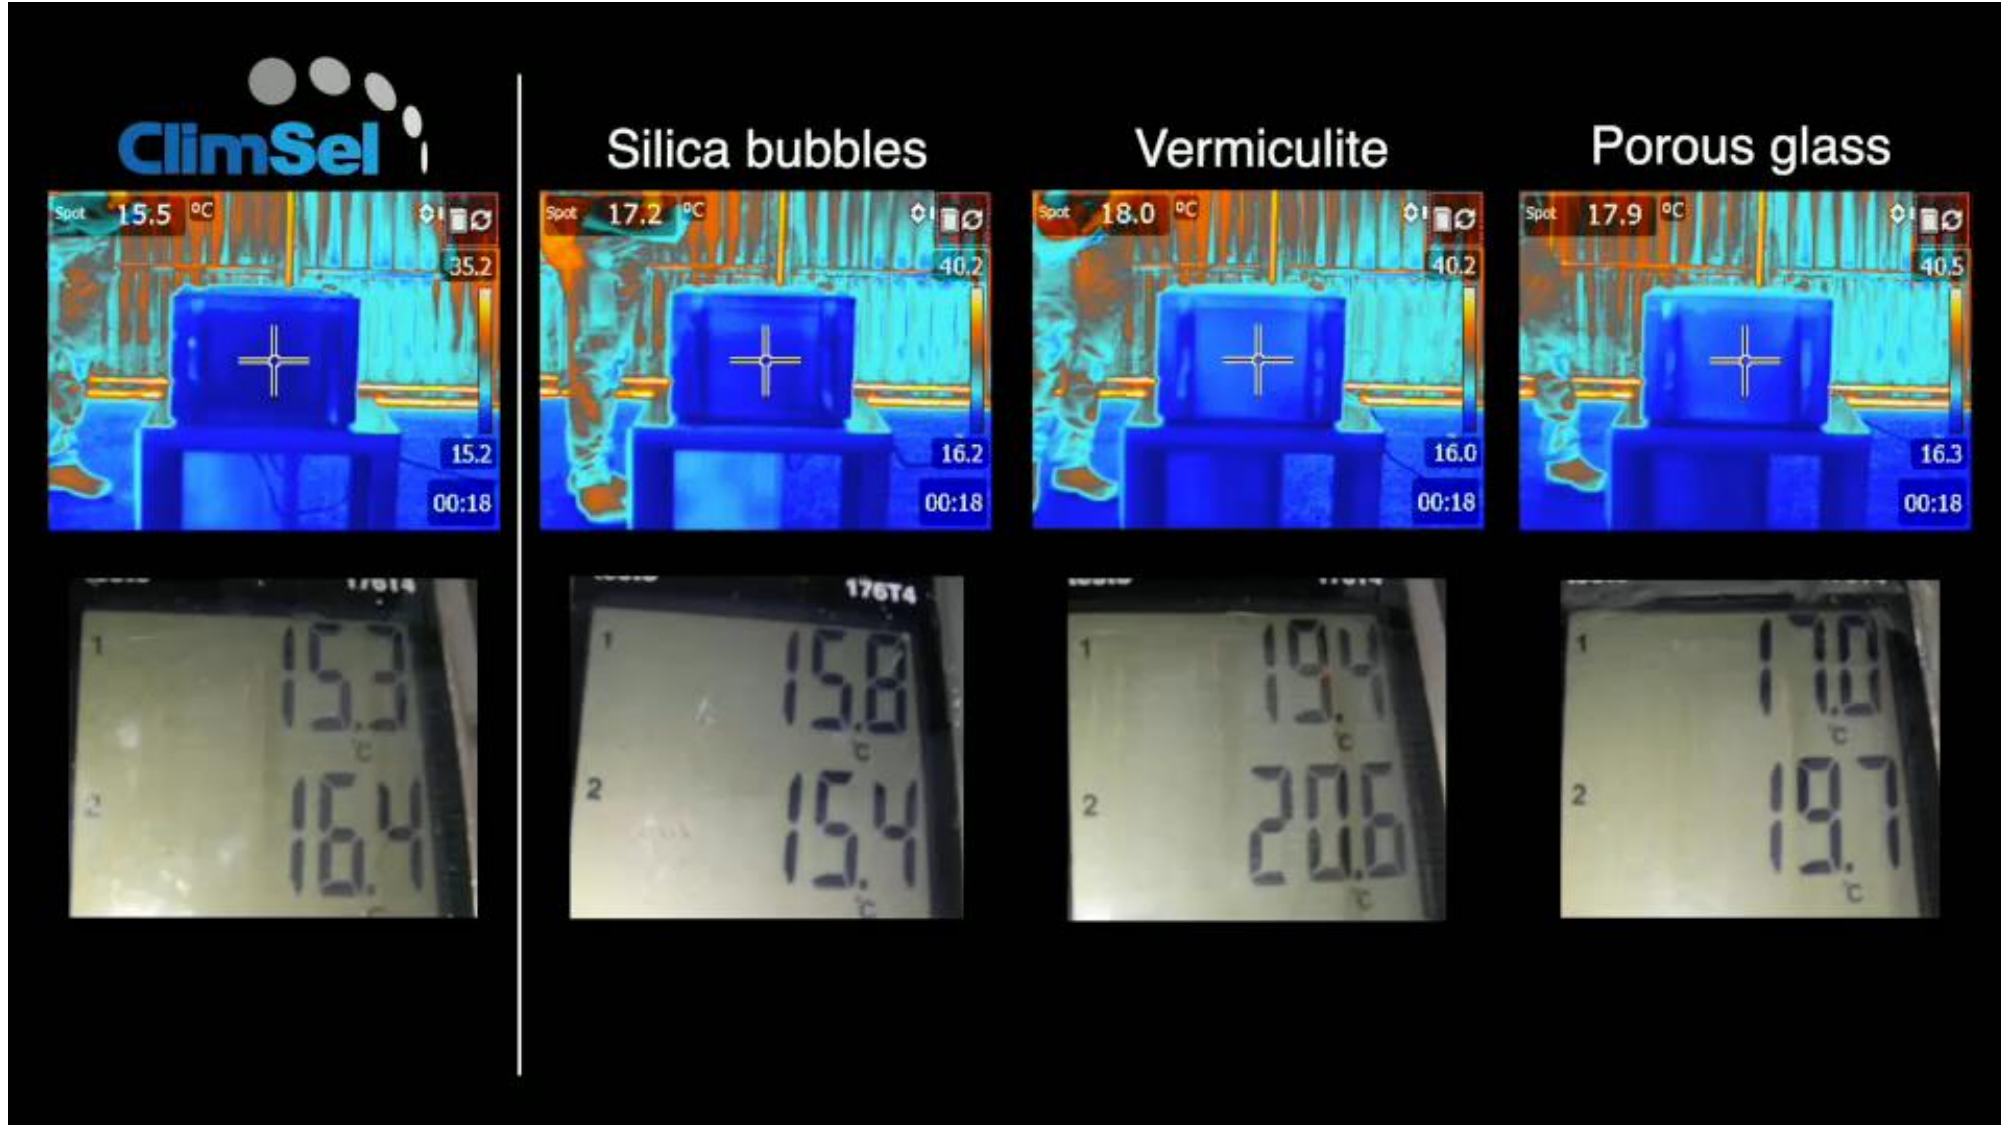 ClimSel
Silica bubbles
Vermiculite
Porous glass
Spot 15.5 °C
35.2
15.2
00:18
Spot 17.2 °C
40.2
16.2
00:18
Spot 18.0 °C
40.2
16.0
00:18
Spot 17.9 °C
40.5
16.3
00:18
176T4
1 15.3
°C
2 16.4
°C
176T4
1 15.8
°C
2 15.4
°C
176T4
1 19.4
°C
2 20.6
°C
1
°C
2 19.7
°C